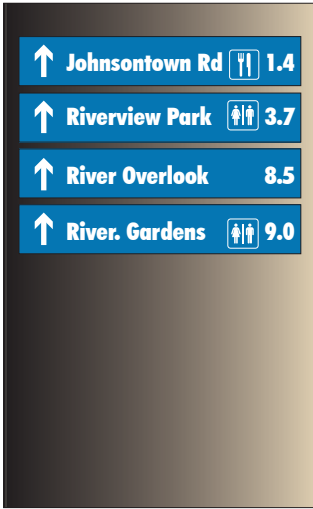 Johnsontown Rd 1.4
Riverview Park 3.7
River Overlook 8.5
River. Gardens 9.0